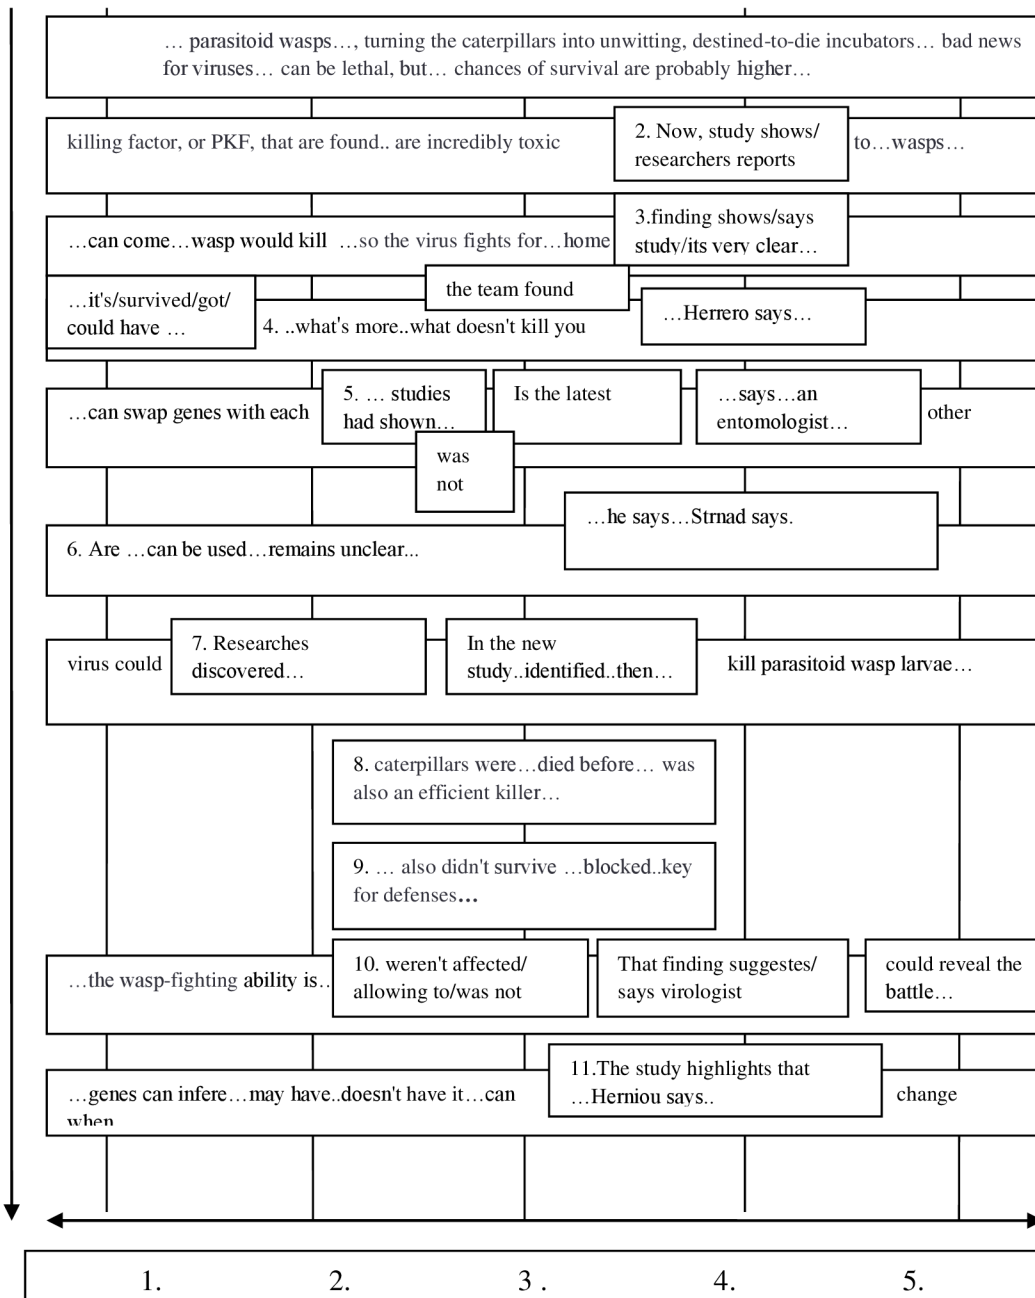 … parasitoid wasps…, turning the caterpillars into unwitting, destined-to-die incubators… bad news
for viruses… can be lethal, but… chances of survival are probably higher…
killing factor, or PKF, that are found.. are incredibly toxic
2. Now, study shows/
researchers reports
to…wasps…
…can come…wasp would kill …so the virus fights for…home
3.finding shows/says
study/its very clear…
…it's/survived/got/
could have …
4. ..what's more..what doesn't kill you
the team found
…Herrero says…
…can swap genes with each
5. … studies
had shown…
was
not
Is the latest
…says…an
entomologist…
other
6. Are …can be used…remains unclear...
…he says…Strnad says.
virus could
7. Researches
discovered…
In the new
study..identified..then…
kill parasitoid wasp larvae…
8. caterpillars were…died before… was
also an efficient killer…
9. … also didn't survive …blocked..key
for defenses…
…the wasp-fighting ability is..
10. weren't affected/
allowing to/was not
That finding suggestes/
says virologist
could reveal the
battle…
…genes can infere…may have..doesn't have it…can
when
11.The study highlights that
…Herniou says..
change
1. 2. 3 . 4. 5.